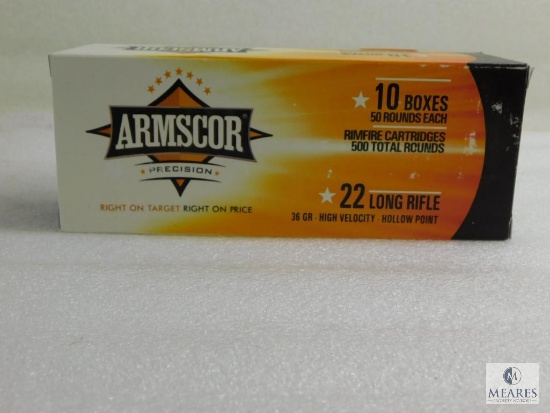 ARMSCOR®
PRECISION
RIGHT ON TARGET RIGHT ON PRICE
10 BOXES
50 ROUNDS EACH
RIMFIRE CARTRIDGES
500 TOTAL ROUNDS
22 LONG RIFLE
36 GR · HIGH VELOCITY · HOLLOW POINT
M
MEARES